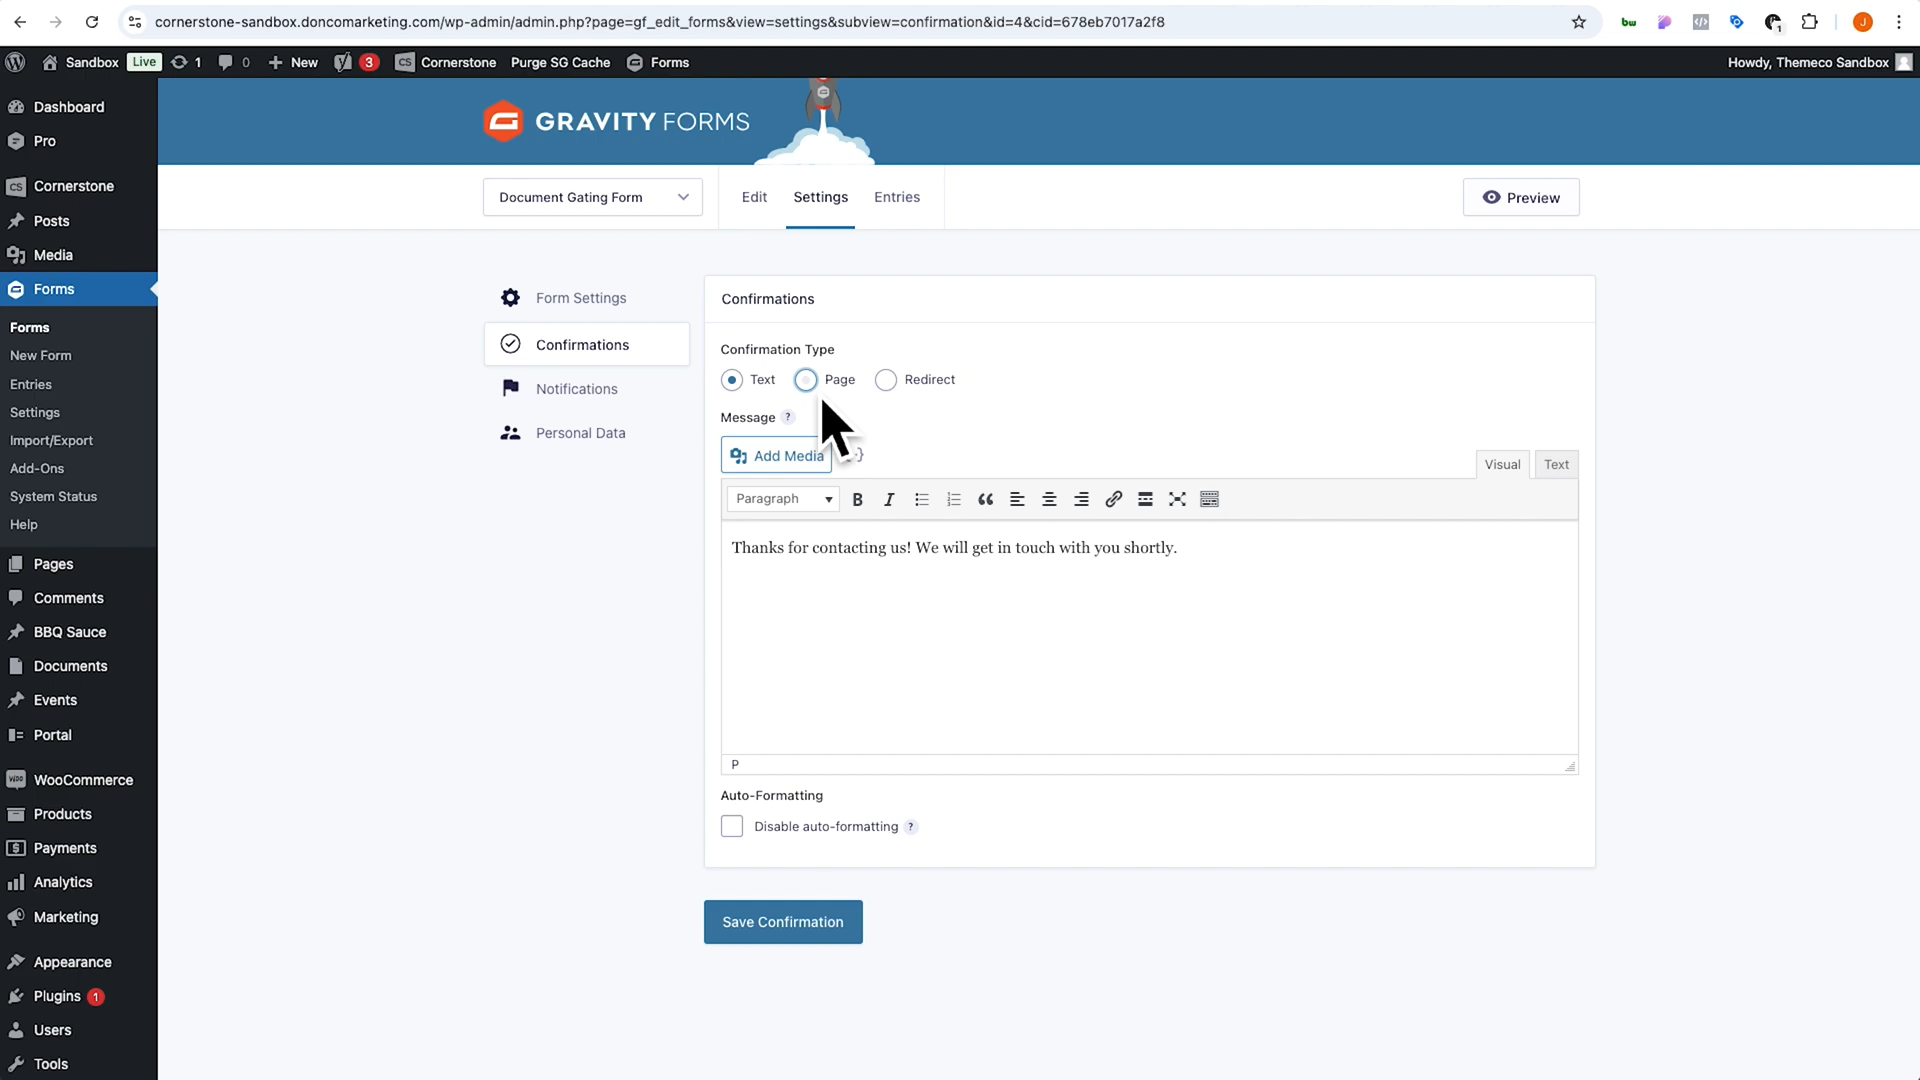 cornerstone-sandbox.doncomarketing.com/wp-admin/admin.php?page=gf_edit_forms&view=settings&subview=confirmation&id=4&cid=678eb7017a2f8
bw
1
J
Sandbox Live 1 0 New 3 CS Cornerstone Purge SG Cache Forms
Howdy, Themeco Sandbox
Dashboard
Pro
CS Cornerstone
Posts
Media
Forms
Forms
New Form
Entries
Settings
Import/Export
Add-Ons
System Status
Help
Pages
Comments
BBQ Sauce
Documents
Events
Portal
WooCommerce
Products
Payments
Analytics
Marketing
Appearance
Plugins 1
Users
Tools
GRAVITY FORMS
Document Gating Form
Edit Settings Entries
Preview
Form Settings
Confirmations
Notifications
Personal Data
Confirmations
Confirmation Type
Text Page Redirect
Message ?
Add Media
Visual Text
Paragraph
Thanks for contacting us! We will get in touch with you shortly.
P
Auto-Formatting
Disable auto-formatting ?
Save Confirmation